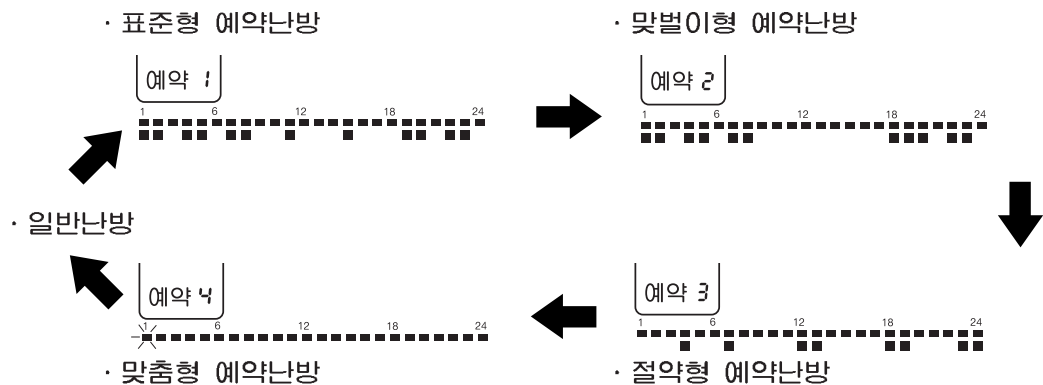 · 표준형 예약난방
· 맞벌이형 예약난방
예약 1
예약 2
1 6 12 18 24
1 6 12 18 24
· 일반난방
예약 4
예약 3
1 6 12 18 24
1 6 12 18 24
· 맞춤형 예약난방
· 절약형 예약난방